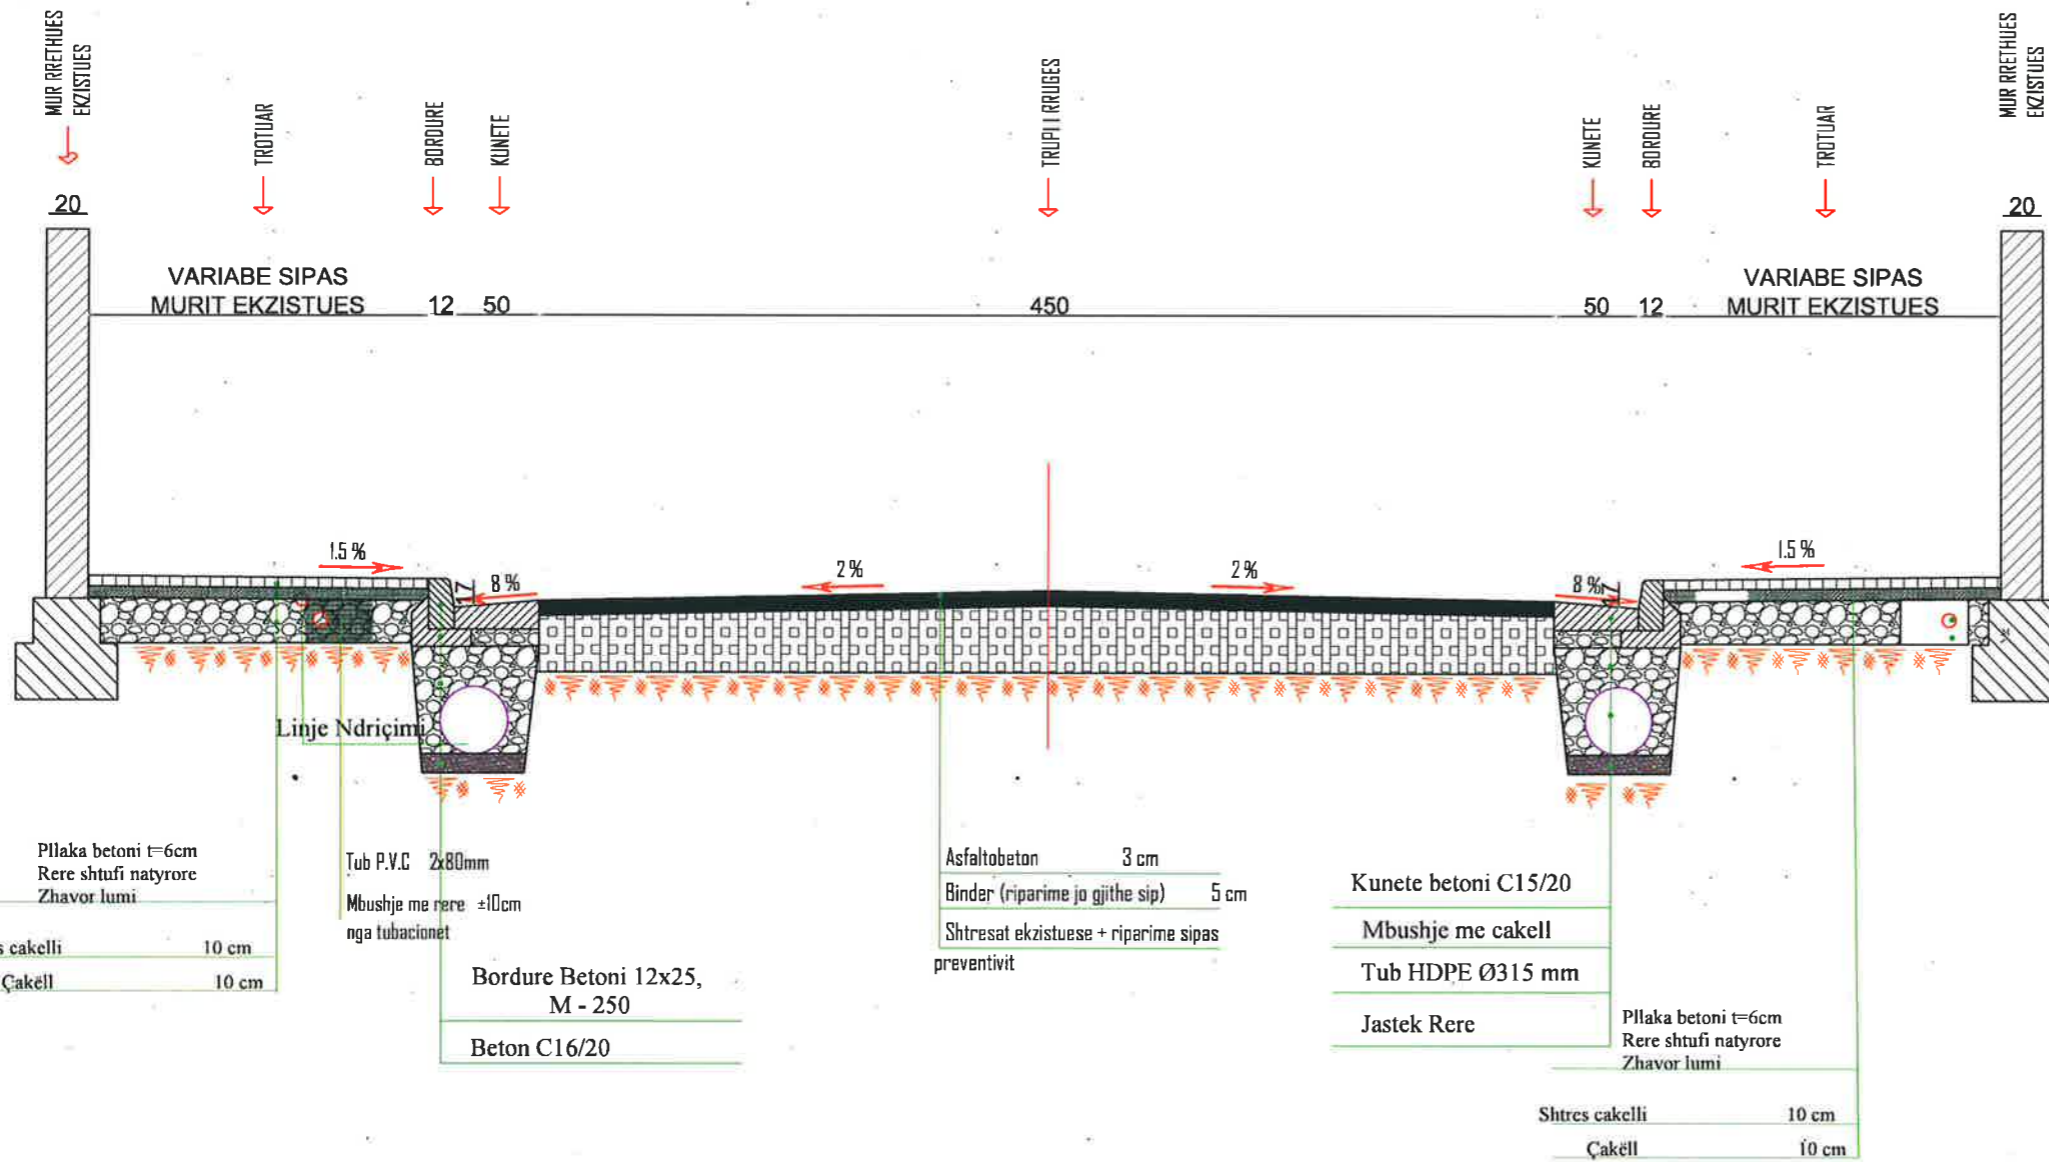 MUR RRETHUES
EKZISTUES
TROTUAR
BORDURE
KUNETE
TRUPI I RRUGES
KUNETE
BORDURE
TROTUAR
MUR RRETHUES
EKZISTUES
20
20
VARIABE SIPAS
MURIT EKZISTUES
12
50
450
50
12
VARIABE SIPAS
MURIT EKZISTUES
1.5 %
17
8 %
2 %
2 %
8 %
17
1.5 %
Linje Ndriçimi
Pllaka betoni t=6cm
Rere shtufi natyrore
Zhavor lumi
s cakelli 10 cm
Çakëll 10 cm
Tub P.V.C 2x80mm
Mbushje me rere ±10cm
nga tubacionet
Bordure Betoni 12x25,
M - 250
Beton C16/20
Asfaltobeton 3 cm
Binder (riparime jo gjithe sip) 5 cm
Shtresat ekzistuese + riparime sipas
preventivit
Kunete betoni C15/20
Mbushje me cakell
Tub HDPE Ø315 mm
Jastek Rere
Pllaka betoni t=6cm
Rere shtufi natyrore
Zhavor lumi
Shtres cakelli 10 cm
Çakëll 10 cm